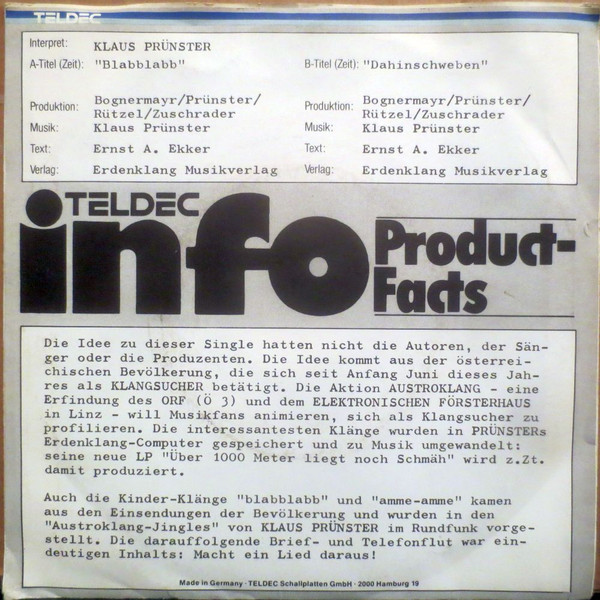 TELDEC
Interpret: KLAUS PRÜNSTER
A-Titel (Zeit): "Blabblabb"
B-Titel (Zeit): "Dahinschweben"
Produktion: Bognermayr/Prünster/
Rützel/Zuschrader
Produktion: Bognermayr/Prünster/
Rützel/Zuschrader
Musik: Klaus Prünster
Musik: Klaus Prünster
Text: Ernst A. Ekker
Text: Ernst A. Ekker
Verlag: Erdenklang Musikverlag
Verlag: Erdenklang Musikverlag
TELDEC
info
Product-
Facts
Die Idee zu dieser Single hatten nicht die Autoren, der Sän-
ger oder die Produzenten. Die Idee kommt aus der österrei-
chischen Bevölkerung, die sich seit Anfang Juni dieses Jah-
res als KLANGSUCHER betätigt. Die Aktion AUSTROKLANG - eine
Erfindung des ORF (Ö 3) und dem ELEKTRONISCHEN FÖRSTERHAUS
in Linz - will Musikfans animieren, sich als Klangsucher zu
profilieren. Die interessantesten Klänge wurden in PRÜNSTERs
Erdenklang-Computer gespeichert und zu Musik umgewandelt:
seine neue LP "Über 1000 Meter liegt noch Schmäh" wird z.Zt.
damit produziert.
Auch die Kinder-Klänge "blabblabb" und "amme-amme" kamen
aus den Einsendungen der Bevölkerung und wurden in den
"Austroklang-Jingles" von KLAUS PRÜNSTER im Rundfunk vorge-
stellt. Die darauffolgende Brief- und Telefonflut war ein-
deutigen Inhalts: Macht ein Lied daraus!
Made in Germany · TELDEC Schallplatten GmbH · 2000 Hamburg 19